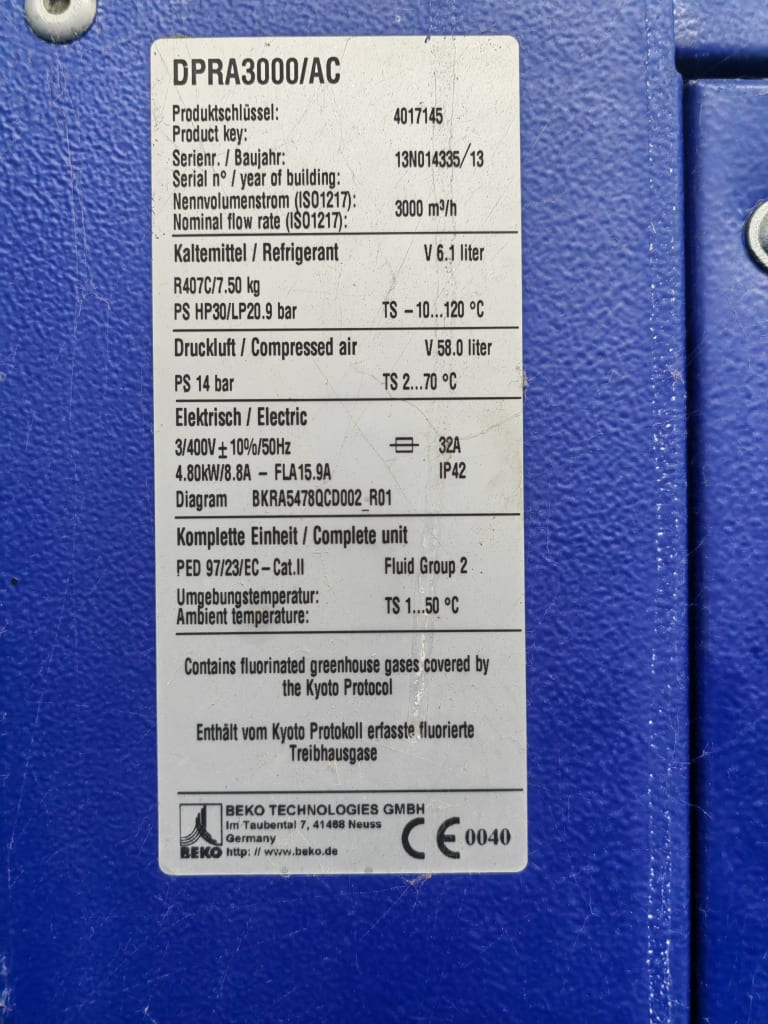 DPRA3000/AC
Produktschlüssel:
Product key:
4017145
Serienr. / Baujahr:
Serial n° / year of building:
13N014335/13
Nennvolumenstrom (ISO1217):
Nominal flow rate (ISO1217):
3000 m³/h
Kaltemittel / Refrigerant V 6.1 liter
R407C/7.50 kg
PS HP30/LP20.9 bar TS -10...120 °C
Druckluft / Compressed air V 58.0 liter
PS 14 bar TS 2...70 °C
Elektrisch / Electric
3/400V±10%/50Hz 32A
4.80kW/8.8A - FLA15.9A IP42
Diagram BKRA5478QCD002_R01
Komplette Einheit / Complete unit
PED 97/23/EC-Cat.II Fluid Group 2
Umgebungstemperatur:
Ambient temperature:
TS 1...50 °C
Contains fluorinated greenhouse gases covered by
the Kyoto Protocol
Enthält vom Kyoto Protokoll erfasste fluorierte
Treibhausgase
BEKO TECHNOLOGIES GMBH
Im Taubental 7, 41468 Neuss
Germany
http: // www.beko.de
BEKO
CE 0040